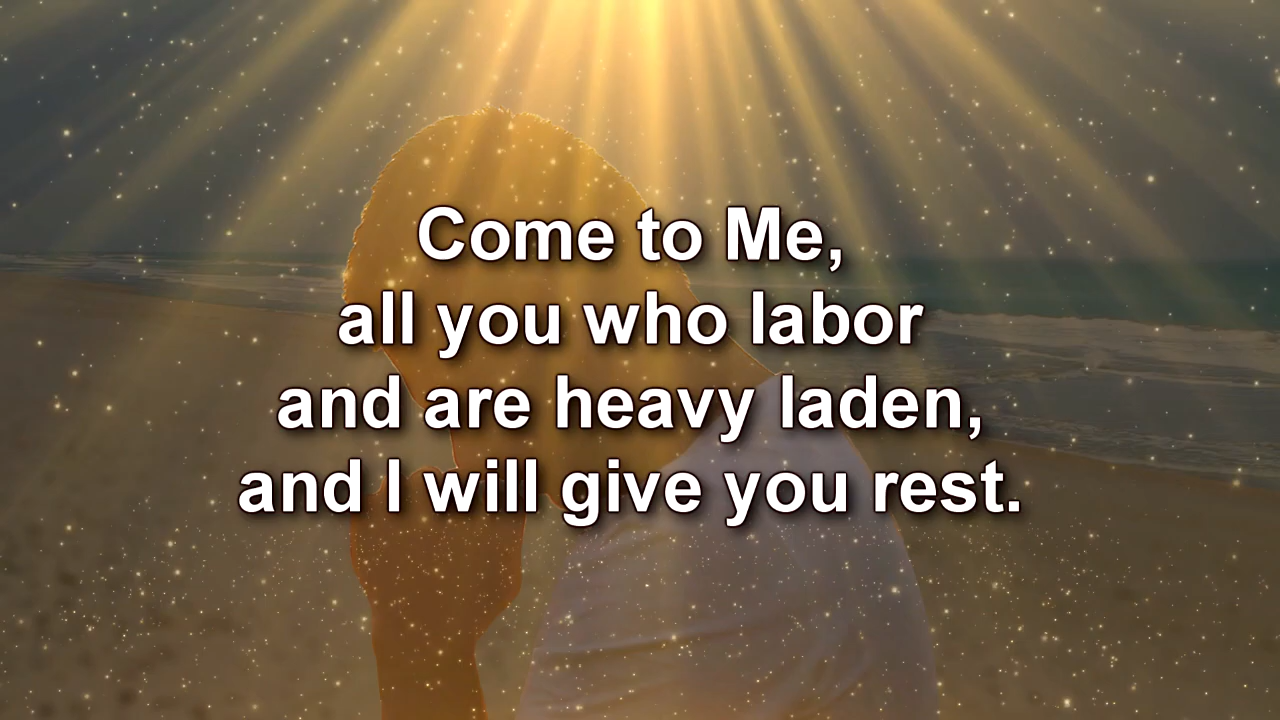 Come to Me,
all you who labor
and are heavy laden,
and I will give you rest.